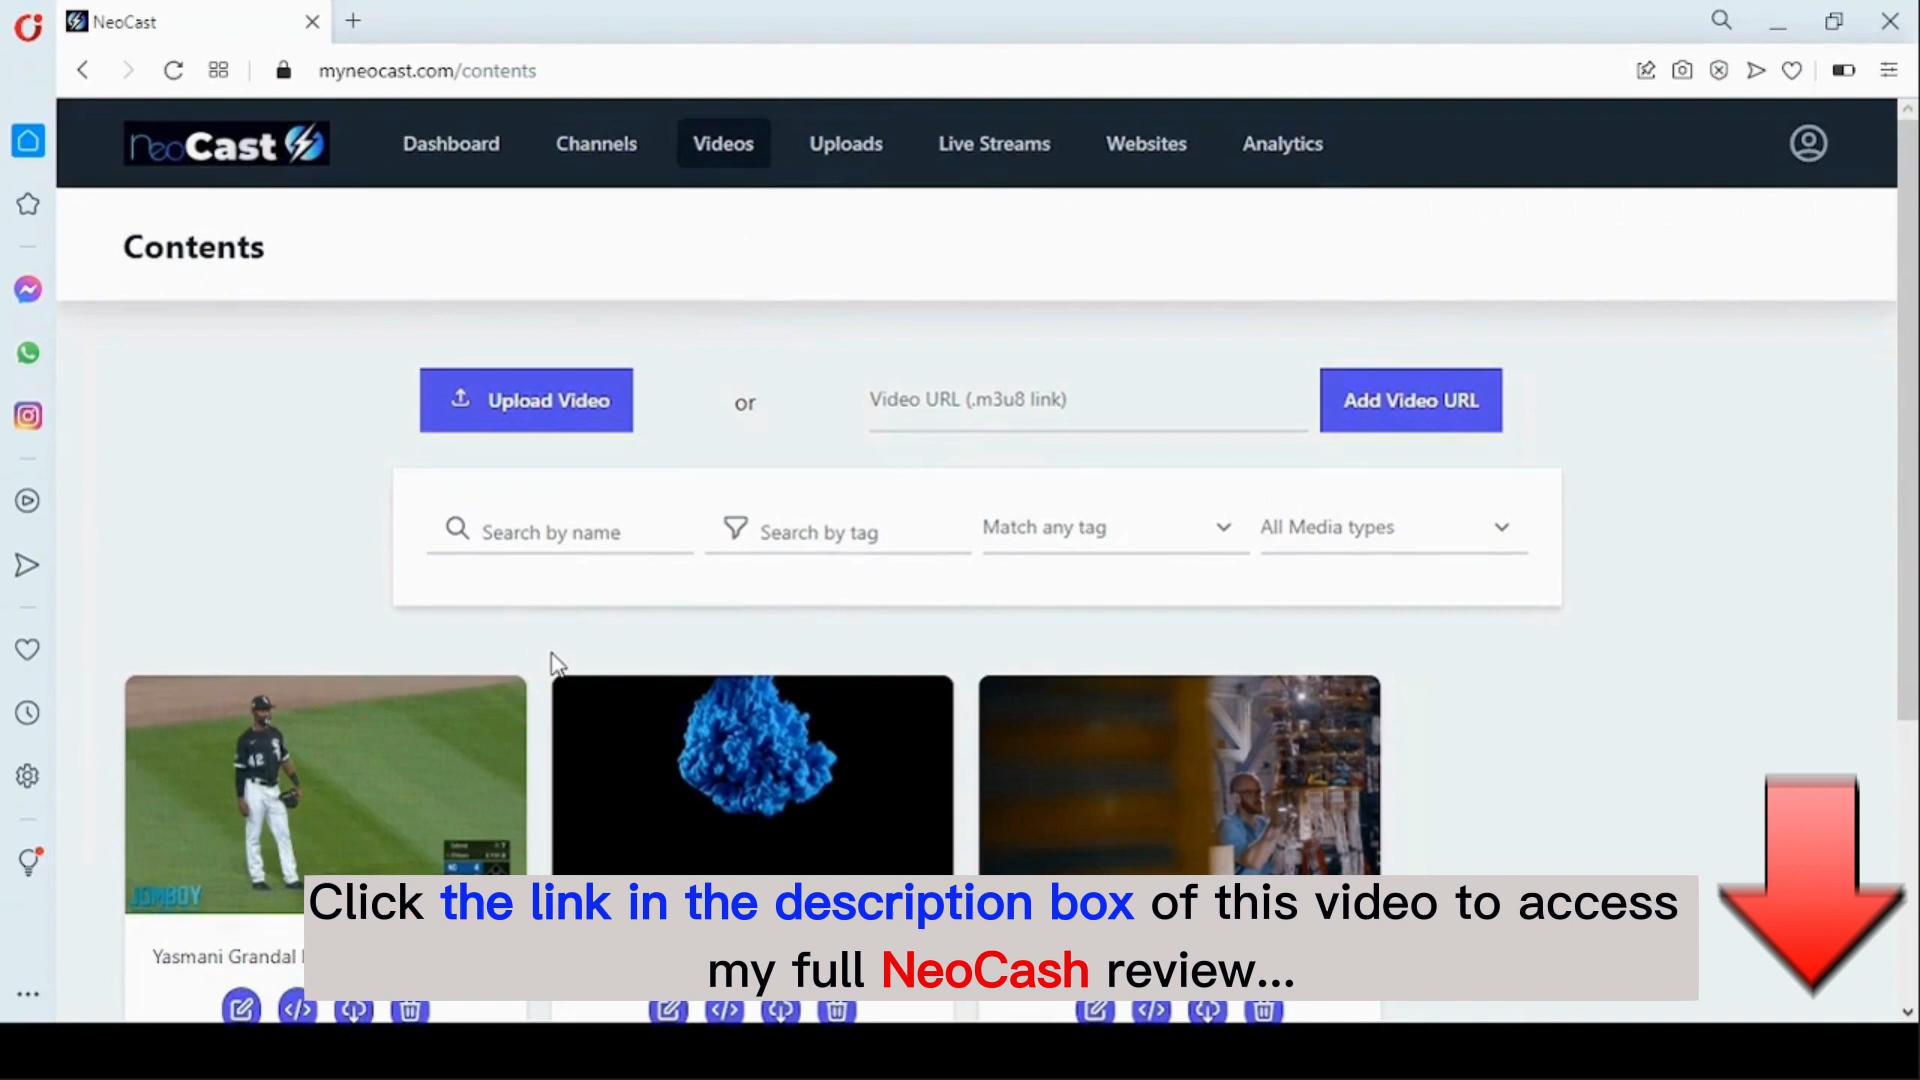 NeoCast
myneocast.com/contents
NeoCast
Dashboard
Channels
Videos
Uploads
Live Streams
Websites
Analytics
Contents
Upload Video
or
Video URL (.m3u8 link)
Add Video URL
Search by name
Search by tag
Match any tag
All Media types
42
JOMBOY
Yasmani Grandal
Click the link in the description box of this video to access
my full NeoCash review...